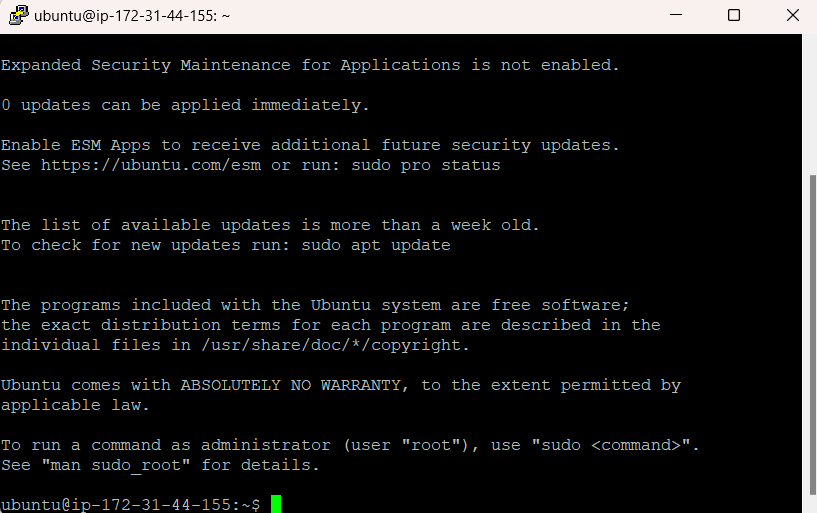 ubuntu@ip-172-31-44-155: ~
Expanded Security Maintenance for Applications is not enabled.
0 updates can be applied immediately.
Enable ESM Apps to receive additional future security updates.
See https://ubuntu.com/esm or run: sudo pro status
The list of available updates is more than a week old.
To check for new updates run: sudo apt update
The programs included with the Ubuntu system are free software;
the exact distribution terms for each program are described in the
individual files in /usr/share/doc/*/copyright.
Ubuntu comes with ABSOLUTELY NO WARRANTY, to the extent permitted by
applicable law.
To run a command as administrator (user "root"), use "sudo <command>".
See "man sudo_root" for details.
ubuntu@ip-172-31-44-155:~$